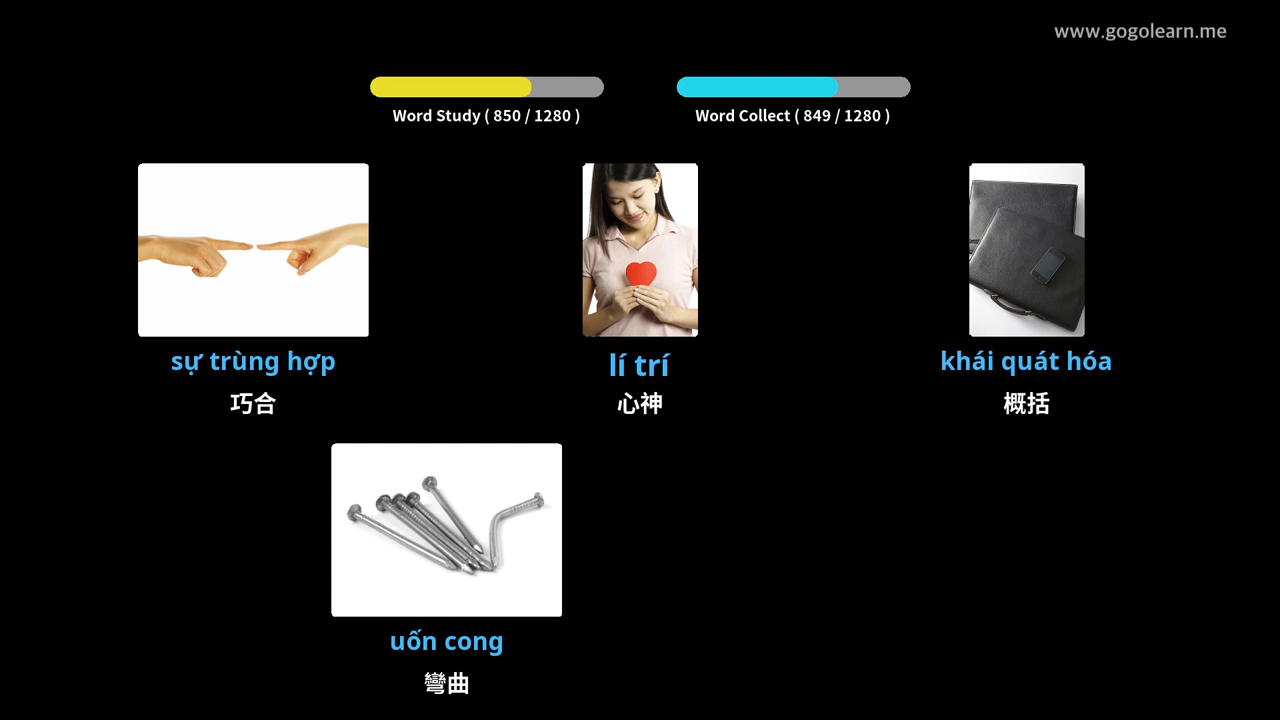 www.gogolearn.me
Word Study ( 850 / 1280 )
Word Collect ( 849 / 1280 )
sự trùng hợp
巧合
lí trí
心神
khái quát hóa
概括
uốn cong
彎曲